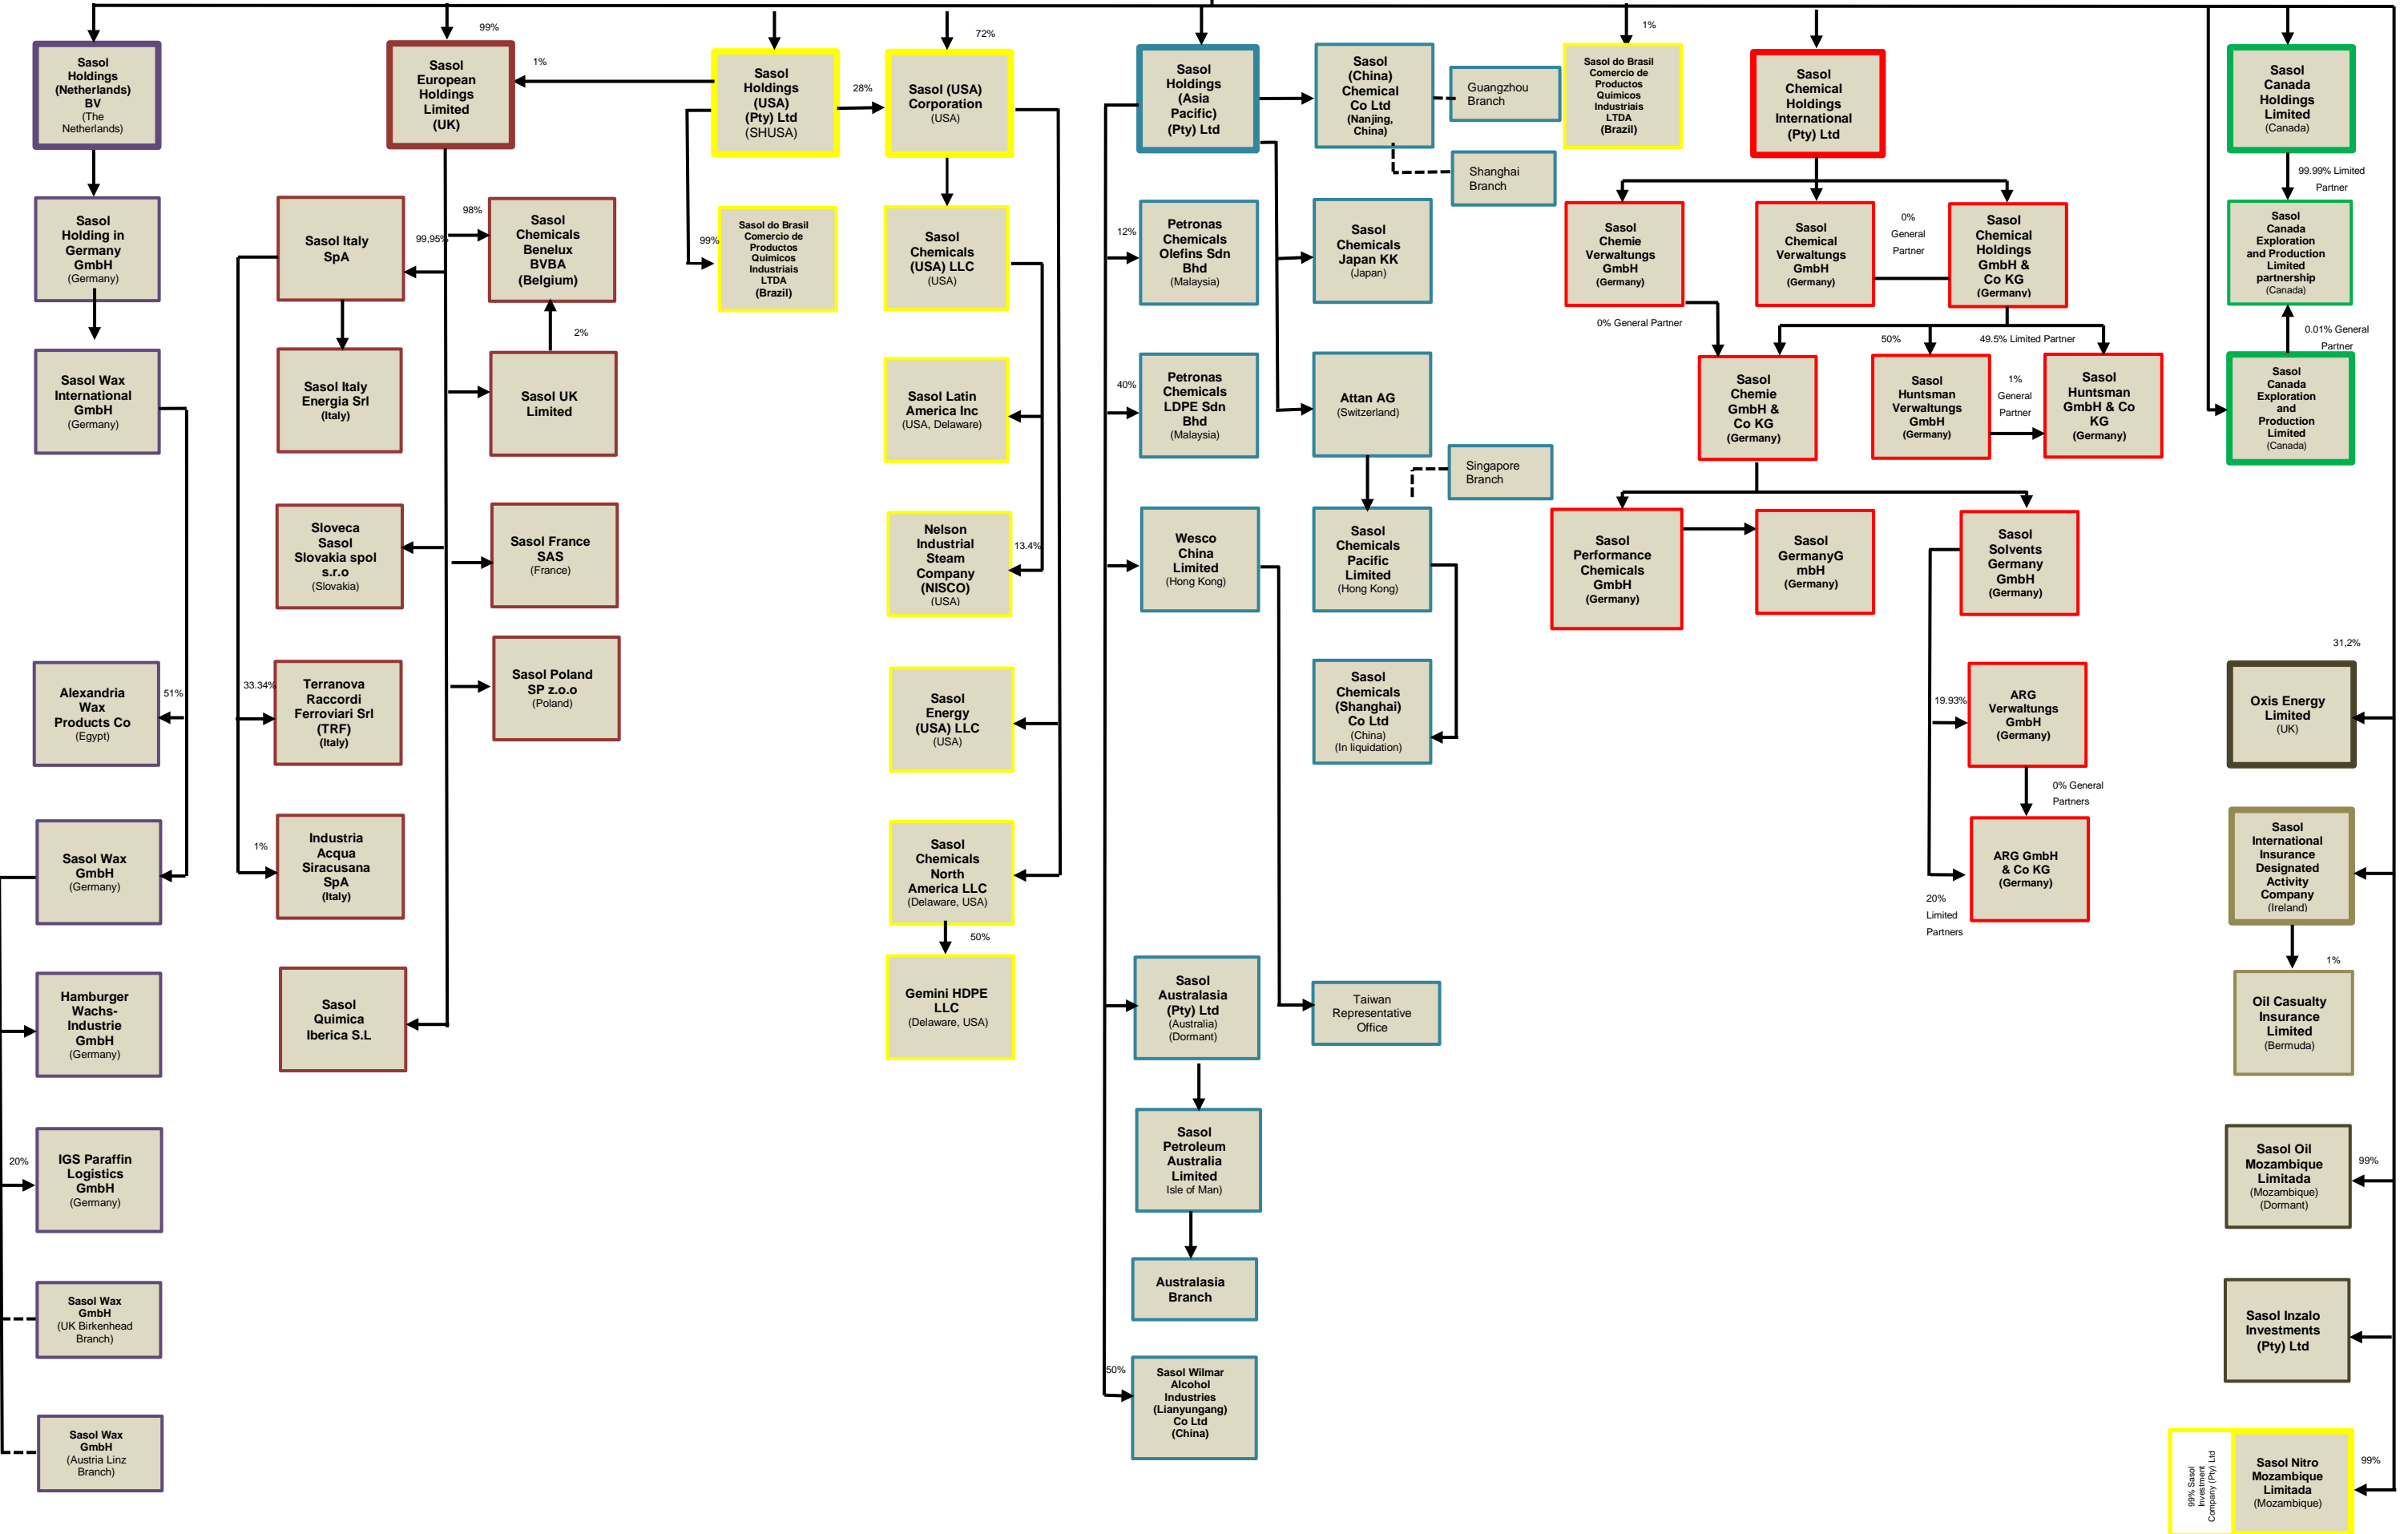 99%
72%
1%
Sasol
Holdings
(Netherlands)
BV
(The
Netherlands)
Sasol
European
Holdings
Limited
(UK)
1%
Sasol
Holdings
(USA)
(Pty) Ltd
(SHUSA)
28%
Sasol (USA)
Corporation
(USA)
Sasol
Holdings
(Asia
Pacific)
(Pty) Ltd
Sasol
(China)
Chemical
Co Ltd
(Nanjing,
China)
Guangzhou
Branch
Shanghai
Branch
Sasol do Brasil
Comercio de
Productos
Quimicos
Industriais
LTDA
(Brazil)
Sasol
Chemical
Holdings
International
(Pty) Ltd
Sasol
Canada
Holdings
Limited
(Canada)
99.99% Limited
Partner
Sasol
Holding in
Germany
GmbH
(Germany)
Sasol Italy
SpA
99,95%
98%
Sasol
Chemicals
Benelux
BVBA
(Belgium)
2%
99%
Sasol do Brasil
Comercio de
Productos
Quimicos
Industriais
LTDA
(Brazil)
Sasol
Chemicals
(USA) LLC
(USA)
12%
Petronas
Chemicals
Olefins Sdn
Bhd
(Malaysia)
Sasol
Chemicals
Japan KK
(Japan)
Sasol
Chemie
Verwaltungs
GmbH
(Germany)
Sasol
Chemical
Verwaltungs
GmbH
(Germany)
0%
General
Partner
Sasol
Chemical
Holdings
GmbH &
Co KG
(Germany)
Sasol
Canada
Exploration
and Production
Limited
partnership
(Canada)
0.01% General
Partner
0% General Partner
50%
49.5% Limited Partner
Sasol Wax
International
GmbH
(Germany)
Sasol Italy
Energia Srl
(Italy)
Sasol UK
Limited
Sasol Latin
America Inc
(USA, Delaware)
40%
Petronas
Chemicals
LDPE Sdn
Bhd
(Malaysia)
Attan AG
(Switzerland)
Singapore
Branch
Sasol
Chemie
GmbH &
Co KG
(Germany)
Sasol
Huntsman
Verwaltungs
GmbH
(Germany)
1%
General
Partner
Sasol
Huntsman
GmbH & Co
KG
(Germany)
Sasol
Canada
Exploration
and
Production
Limited
(Canada)
Sloveca
Sasol
Slovakia spol
s.r.o
(Slovakia)
Sasol France
SAS
(France)
Nelson
Industrial
Steam
Company
(NISCO)
(USA)
13.4%
Wesco
China
Limited
(Hong Kong)
Sasol
Chemicals
Pacific
Limited
(Hong Kong)
Sasol
Performance
Chemicals
GmbH
(Germany)
Sasol
GermanyG
mbH
(Germany)
Sasol
Solvents
Germany
GmbH
(Germany)
31,2%
Alexandria
Wax
Products Co
(Egypt)
51%
33.34%
Terranova
Raccordi
Ferroviari Srl
(TRF)
(Italy)
Sasol Poland
SP z.o.o
(Poland)
Sasol
Energy
(USA) LLC
(USA)
Sasol
Chemicals
(Shanghai)
Co Ltd
(China)
(In liquidation)
19.93%
ARG
Verwaltungs
GmbH
(Germany)
0% General
Partners
Oxis Energy
Limited
(UK)
Sasol Wax
GmbH
(Germany)
1%
Industria
Acqua
Siracusana
SpA
(Italy)
Sasol
Chemicals
North
America LLC
(Delaware, USA)
50%
ARG GmbH
& Co KG
(Germany)
20%
Limited
Partners
Sasol
International
Insurance
Designated
Activity
Company
(Ireland)
1%
Hamburger
Wachs-
Industrie
GmbH
(Germany)
Sasol
Quimica
Iberica S.L
Gemini HDPE
LLC
(Delaware, USA)
Sasol
Australasia
(Pty) Ltd
(Australia)
(Dormant)
Taiwan
Representative
Office
Oil Casualty
Insurance
Limited
(Bermuda)
20%
IGS Paraffin
Logistics
GmbH
(Germany)
Sasol
Petroleum
Australia
Limited
Isle of Man)
Sasol Oil
Mozambique
Limitada
(Mozambique)
(Dormant)
99%
Sasol Wax
GmbH
(UK Birkenhead
Branch)
Australasia
Branch
Sasol Inzalo
Investments
(Pty) Ltd
Sasol Wax
GmbH
(Austria Linz
Branch)
50%
Sasol Wilmar
Alcohol
Industries
(Lianyungang)
Co Ltd
(China)
99% Sasol
Investment
Company (Pty) Ltd
Sasol Nitro
Mozambique
Limitada
(Mozambique)
99%